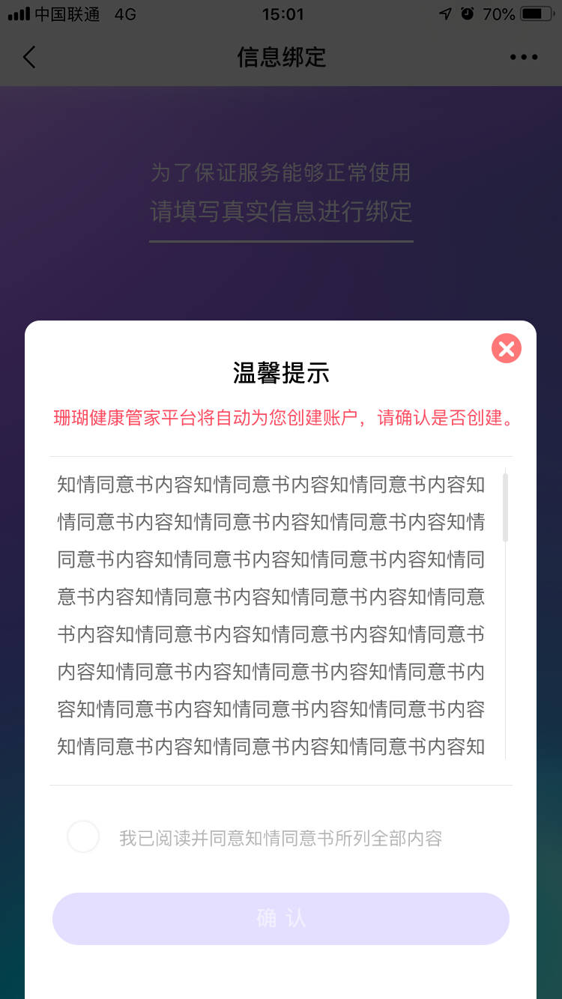 中国联通 4G 15:01 70%
信息绑定
为了保证服务能够正常使用
请填写真实信息进行绑定
温馨提示
珊瑚健康管家平台将自动为您创建账户，请确认是否创建。
知情同意书内容知情同意书内容知情同意书内容知
情同意书内容知情同意书内容知情同意书内容知情
同意书内容知情同意书内容知情同意书内容知情同
意书内容知情同意书内容知情同意书内容知情同意
书内容知情同意书内容知情同意书内容知情同意书
内容知情同意书内容知情同意书内容知情同意书内
容知情同意书内容知情同意书内容知情同意书内容
知情同意书内容知情同意书内容知情同意书内容知
我已阅读并同意知情同意书所列全部内容
确 认